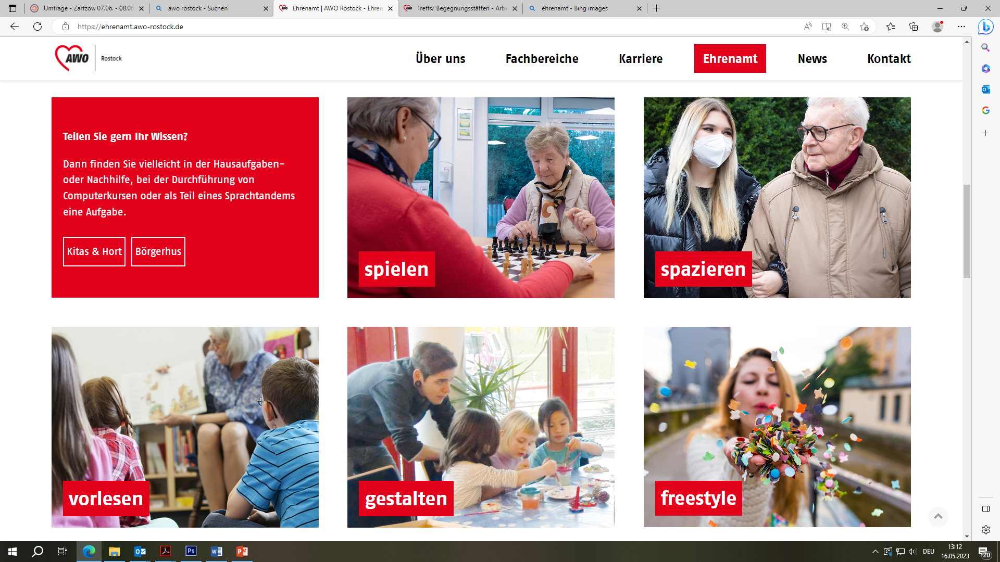 Umfrage - Zarfzow 07.06. - 08.06
awo rostock - Suchen
Ehrenamt | AWO Rostock - Ehren
Treffs/ Begegnungsstätten - Arbe
ehrenamt - Bing images
https://ehrenamt.awo-rostock.de
AWO Rostock
Über uns
Fachbereiche
Karriere
Ehrenamt
News
Kontakt
Teilen Sie gern Ihr Wissen?
Dann finden Sie vielleicht in der Hausaufgaben-
oder Nachhilfe, bei der Durchführung von
Computerkursen oder als Teil eines Sprachtandems
eine Aufgabe.
Kitas & Hort
Börgerhus
spielen
spazieren
vorlesen
gestalten
freestyle
DEU
13:12
16.05.2023
20